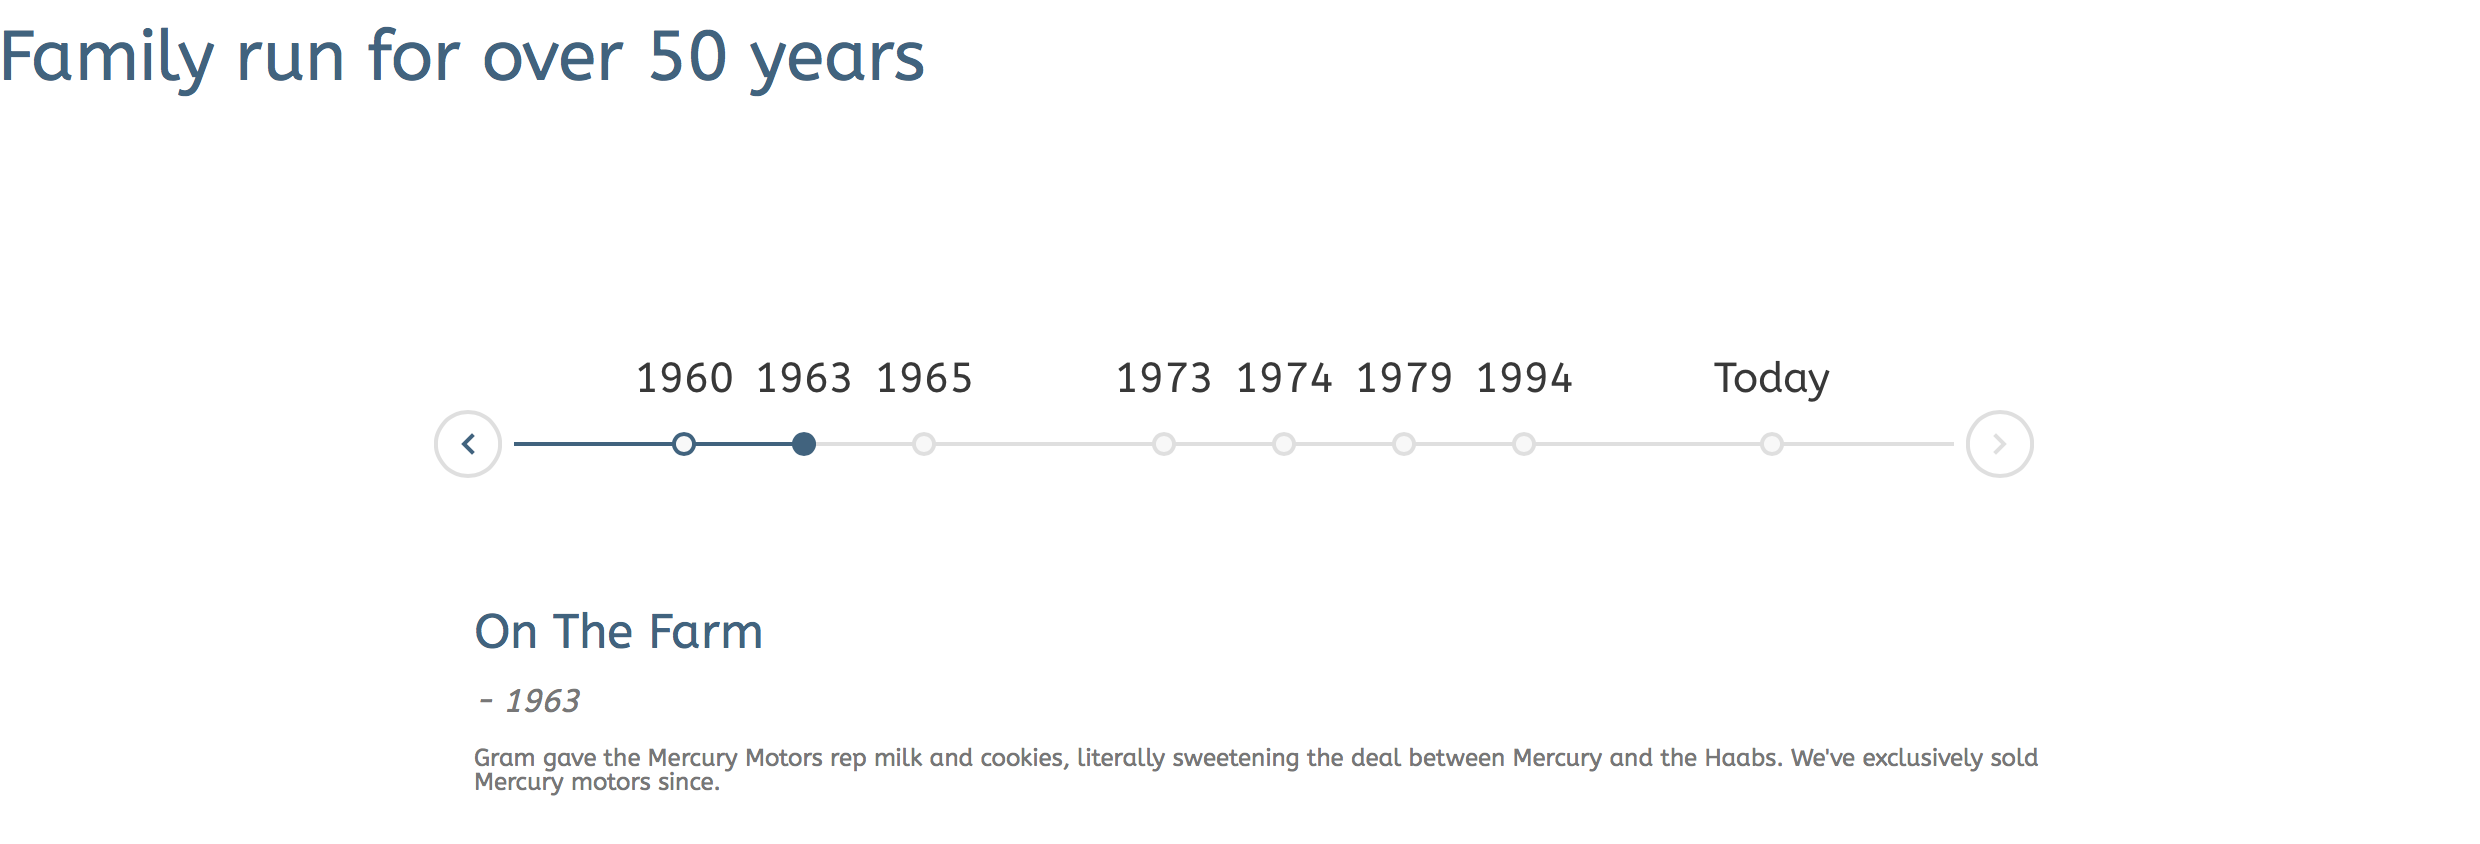 Family run for over 50 years
1960 1963 1965 1973 1974 1979 1994 Today
On The Farm
- 1963
Gram gave the Mercury Motors rep milk and cookies, literally sweetening the deal between Mercury and the Haabs. We've exclusively sold
Mercury motors since.